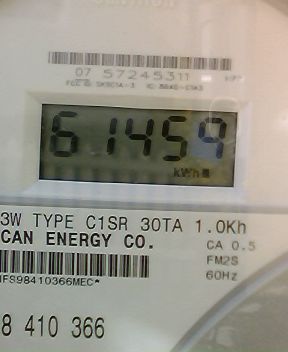 07 57245311
61459
kWh
3W TYPE C1SR 30TA 1.0Kh
CAN ENERGY CO.
CA 0.5
FM2S
60Hz
IFS98410366MEC*
8 410 366